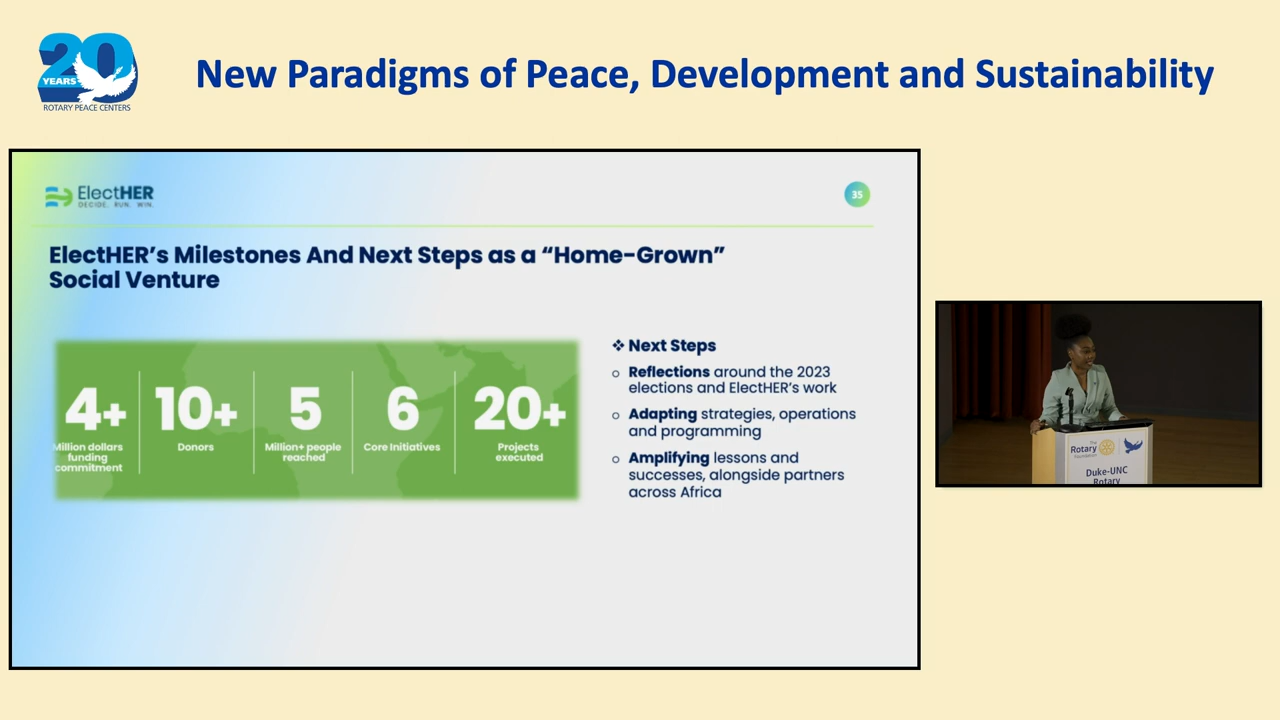 20
YEARS
ROTARY PEACE CENTERS
New Paradigms of Peace, Development and Sustainability
ElectHER
DECIDE. RUN. WIN.
35
ElectHER's Milestones And Next Steps as a “Home-Grown”
Social Venture
4+
Million dollars
funding
commitment
10+
Donors
5
Million+ people
reached
6
Core Initiatives
20+
Projects
executed
❖ Next Steps
○ Reflections around the 2023
elections and ElectHER's work
○ Adapting strategies, operations
and programming
○ Amplifying lessons and
successes, alongside partners
across Africa
The
Rotary
Foundation
Duke-UNC
Rotary